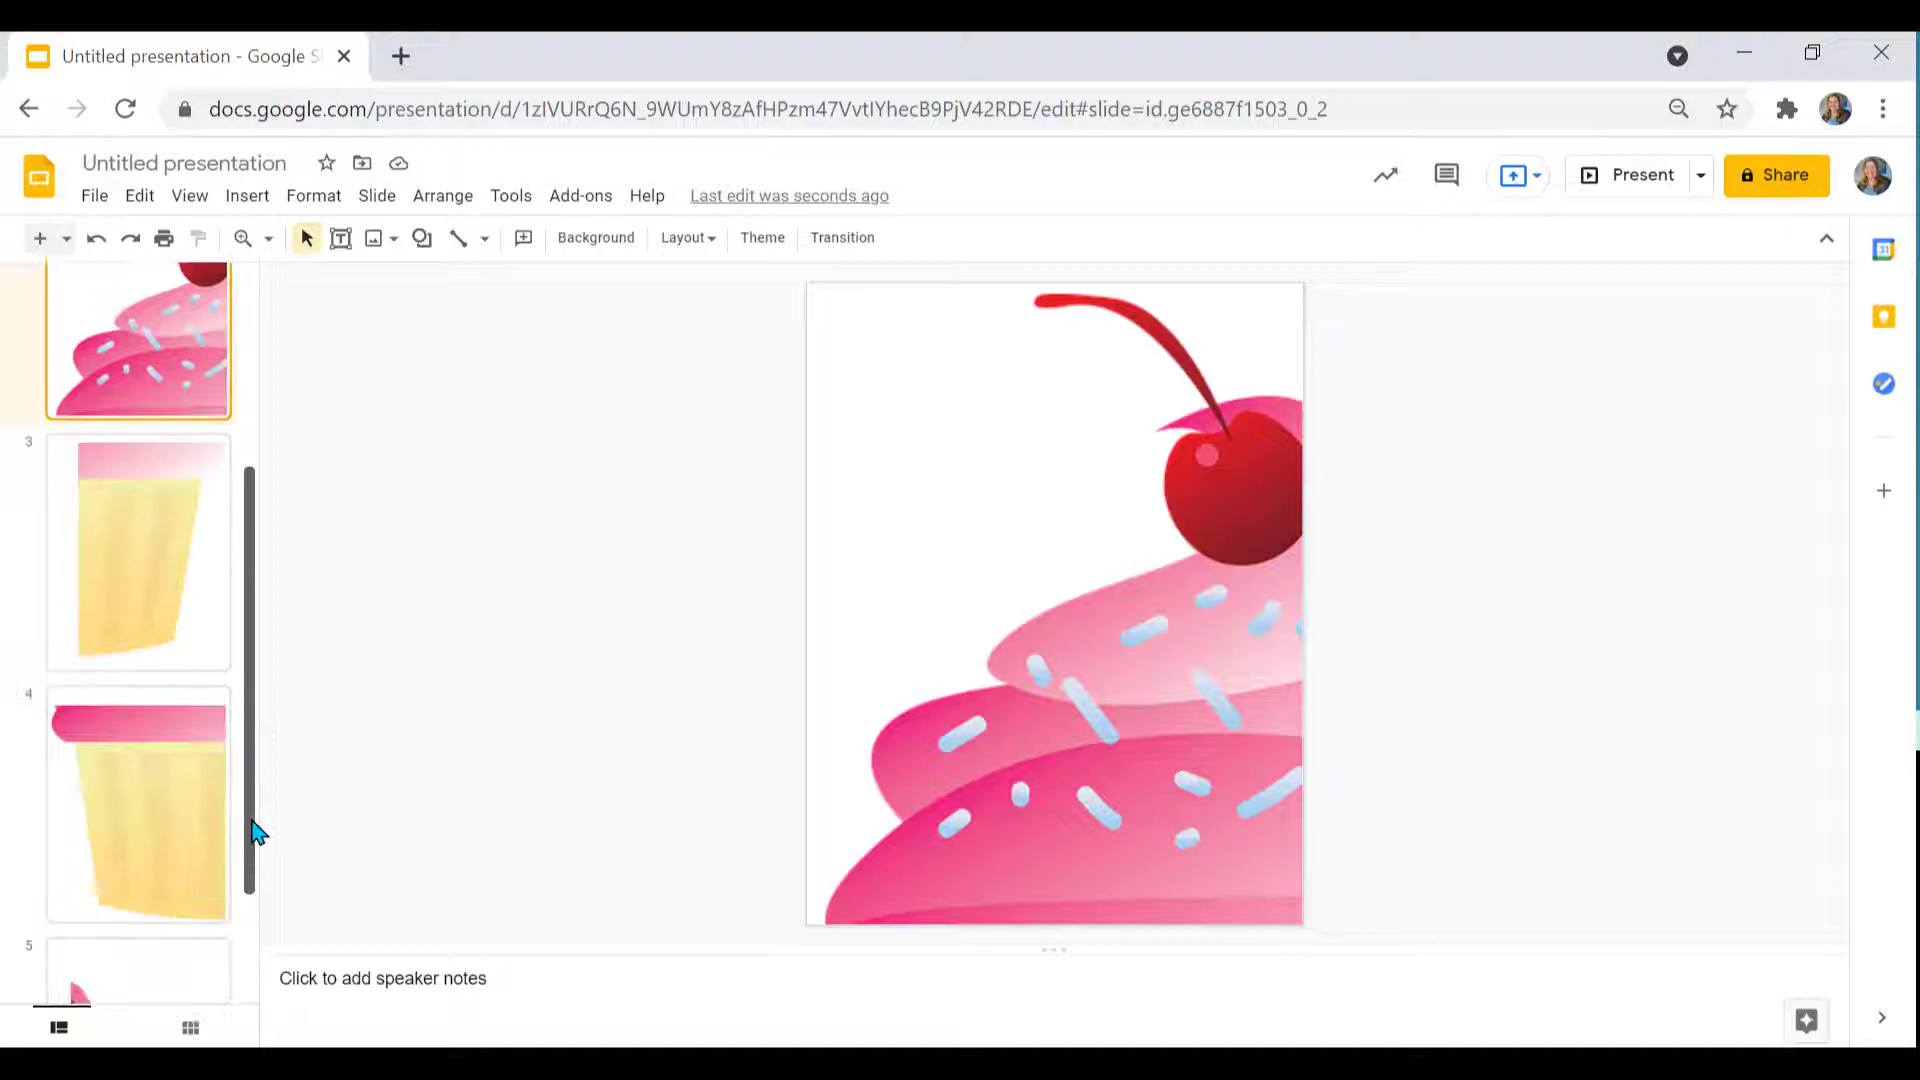 Untitled presentation - Google S
docs.google.com/presentation/d/1zIVURrQ6N_9WUmY8zAfHPzm47VvtIYhecB9PjV42RDE/edit#slide=id.ge6887f1503_0_2
Untitled presentation
Present
Share
File Edit View Insert Format Slide Arrange Tools Add-ons Help Last edit was seconds ago
Background Layout Theme Transition
31
3
4
5
Click to add speaker notes